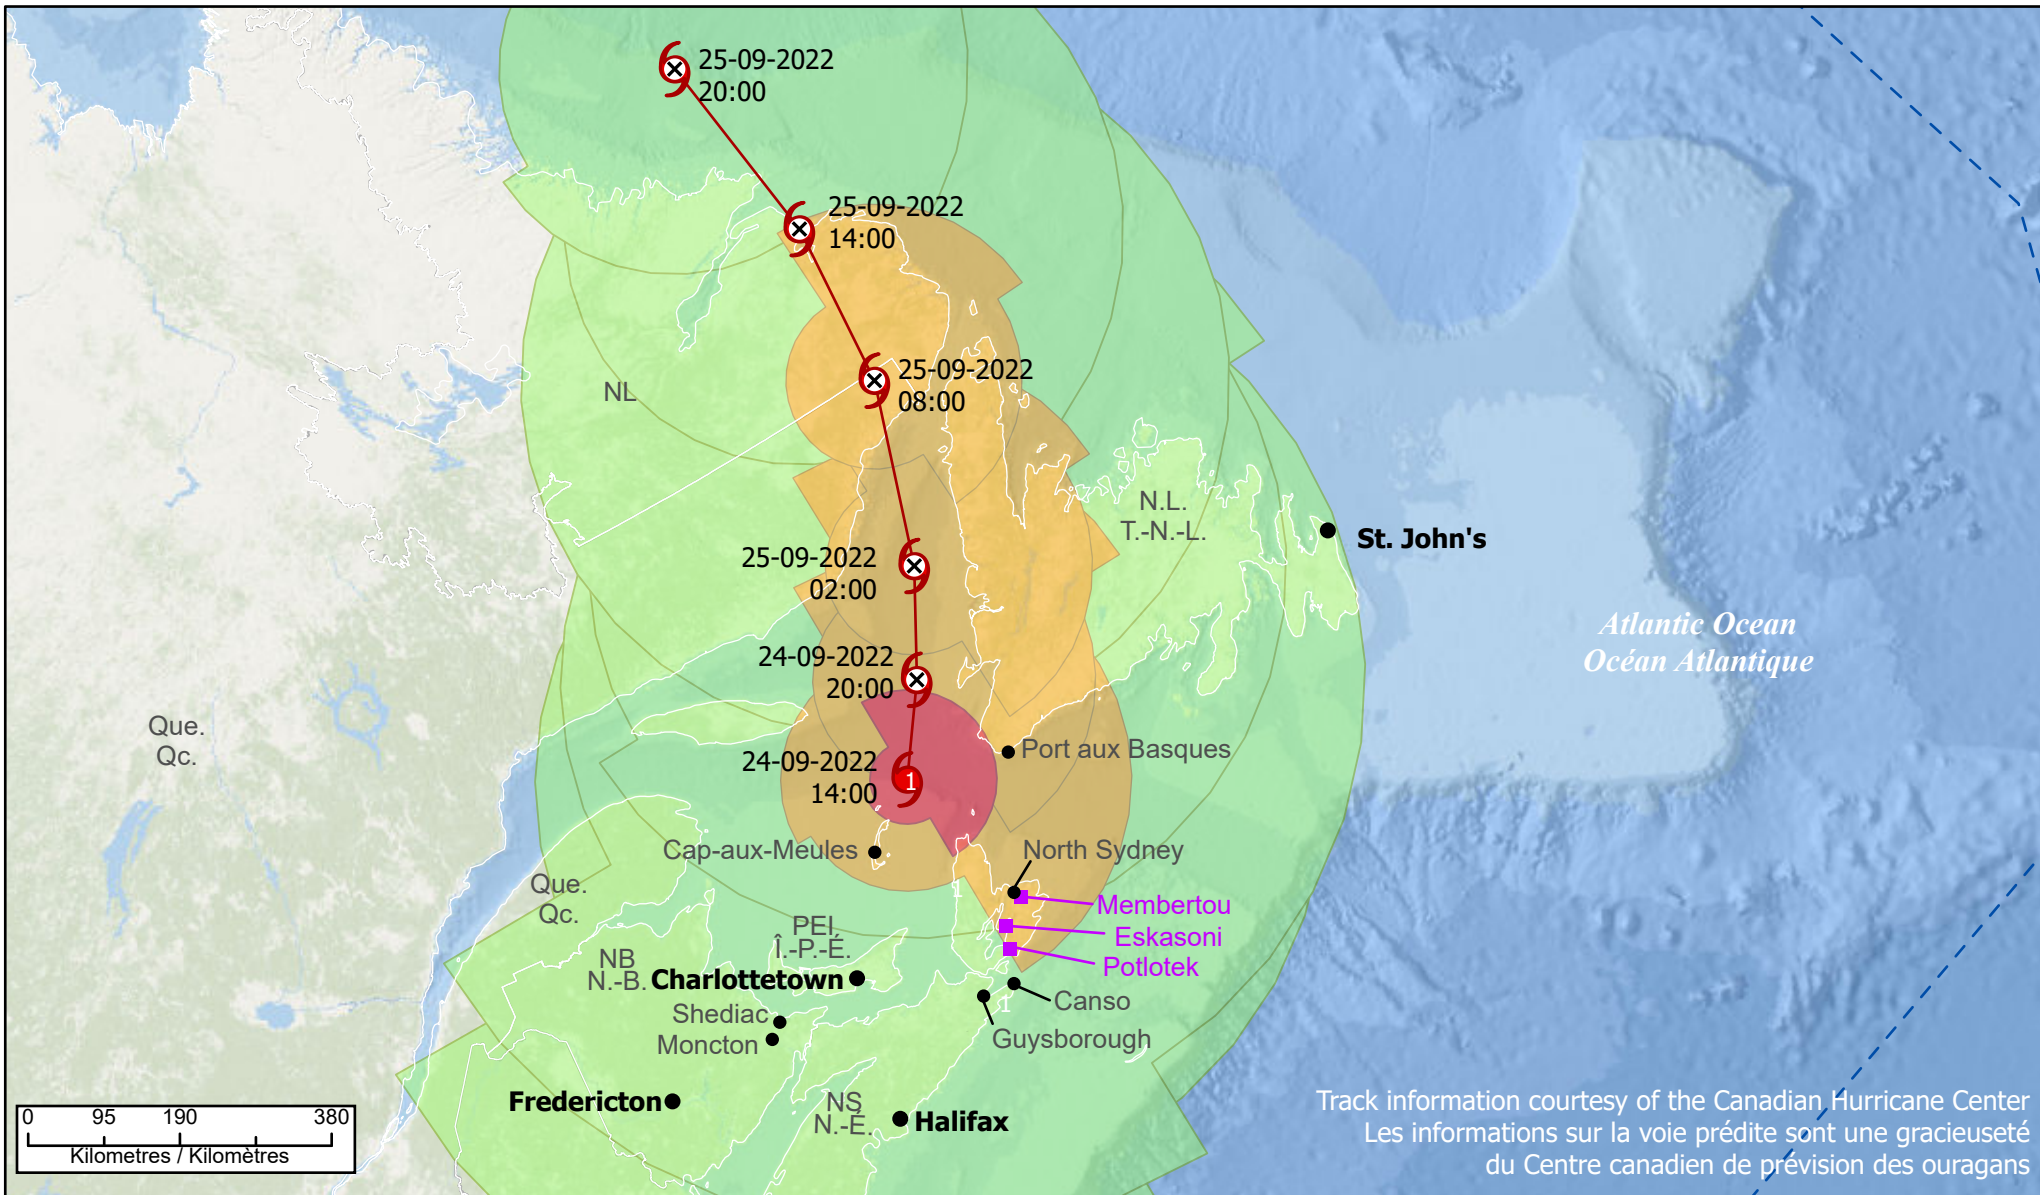 25-09-2022
20:00
25-09-2022
14:00
25-09-2022
08:00
NL
N.L.
T.-N.-L.
St. John's
25-09-2022
02:00
Atlantic Ocean
Océan Atlantique
24-09-2022
20:00
Que.
Qc.
Port aux Basques
24-09-2022
14:00
1
Cap-aux-Meules
North Sydney
Que.
Qc.
1
Membertou
Eskasoni
Potlotek
PEI
Î.-P.-É.
NB
N.-B.
Charlottetown
Canso
1
Shediac
Moncton
Guysborough
Fredericton
NS
N.-É.
Halifax
0 95 190 380
Kilometres / Kilomètres
Track information courtesy of the Canadian Hurricane Center
Les informations sur la voie prédite sont une gracieuseté
du Centre canadien de prévision des ouragans